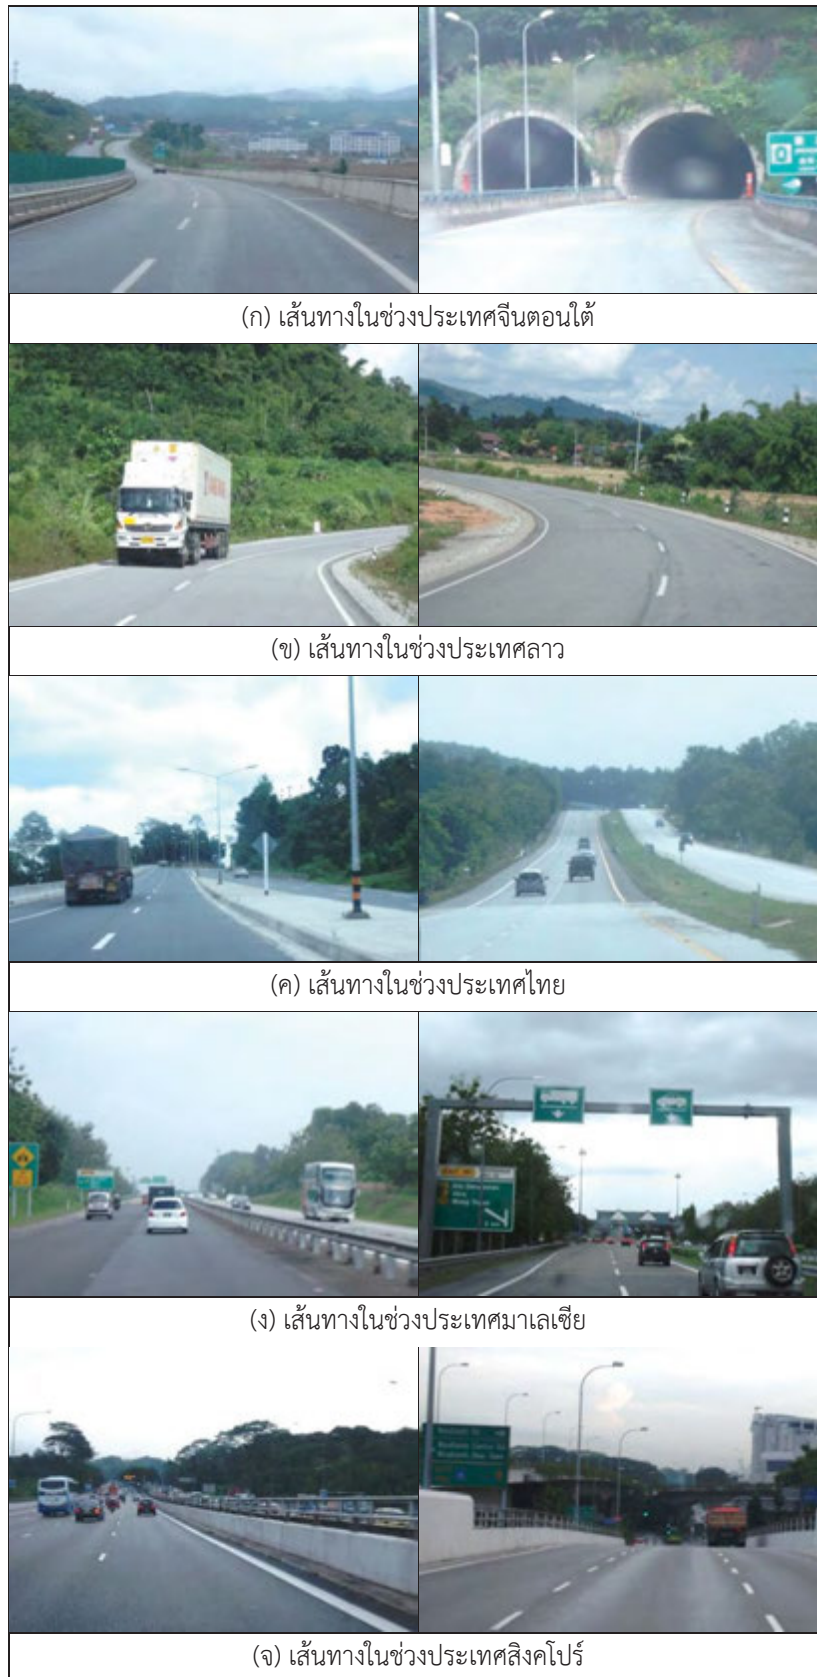 (ก) เส้นทางในช่วงประเทศจีนตอนใต้
(ข) เส้นทางในช่วงประเทศลาว
(ค) เส้นทางในช่วงประเทศไทย
(ง) เส้นทางในช่วงประเทศมาเลเซีย
(จ) เส้นทางในช่วงประเทศสิงคโปร์